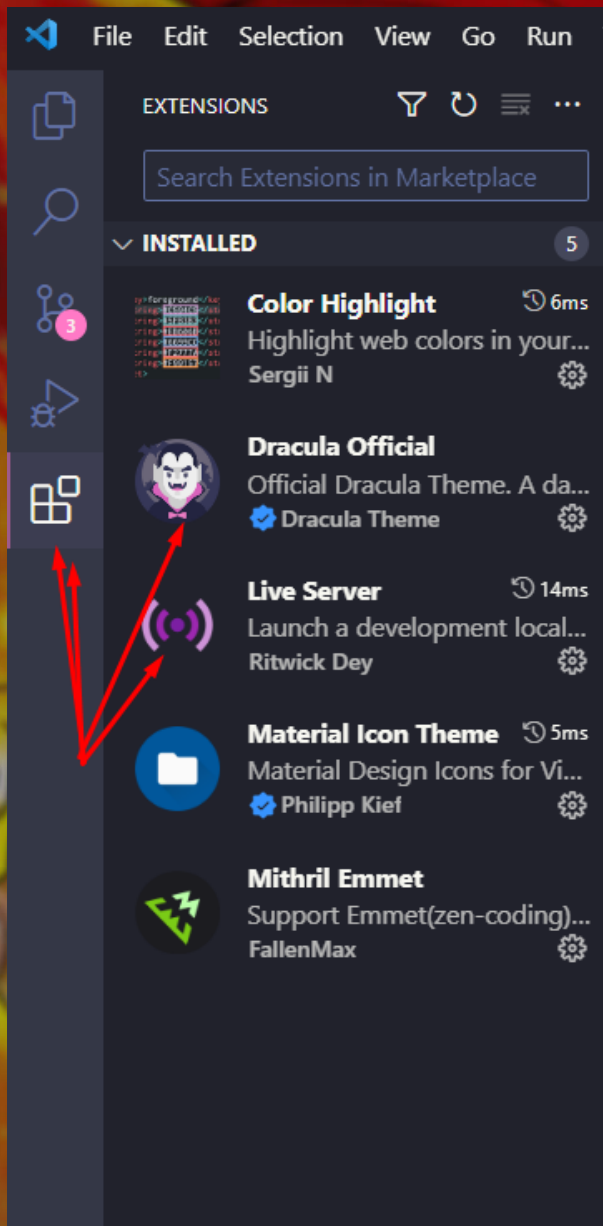 File Edit Selection View Go Run
EXTENSIONS
Search Extensions in Marketplace
INSTALLED 5
Color Highlight 6ms
Highlight web colors in your...
Sergii N
3
Dracula Official
Official Dracula Theme. A da...
Dracula Theme
Live Server 14ms
Launch a development local...
Ritwick Dey
Material Icon Theme 5ms
Material Design Icons for Vi...
Philipp Kief
Mithril Emmet
Support Emmet(zen-coding)...
FallenMax